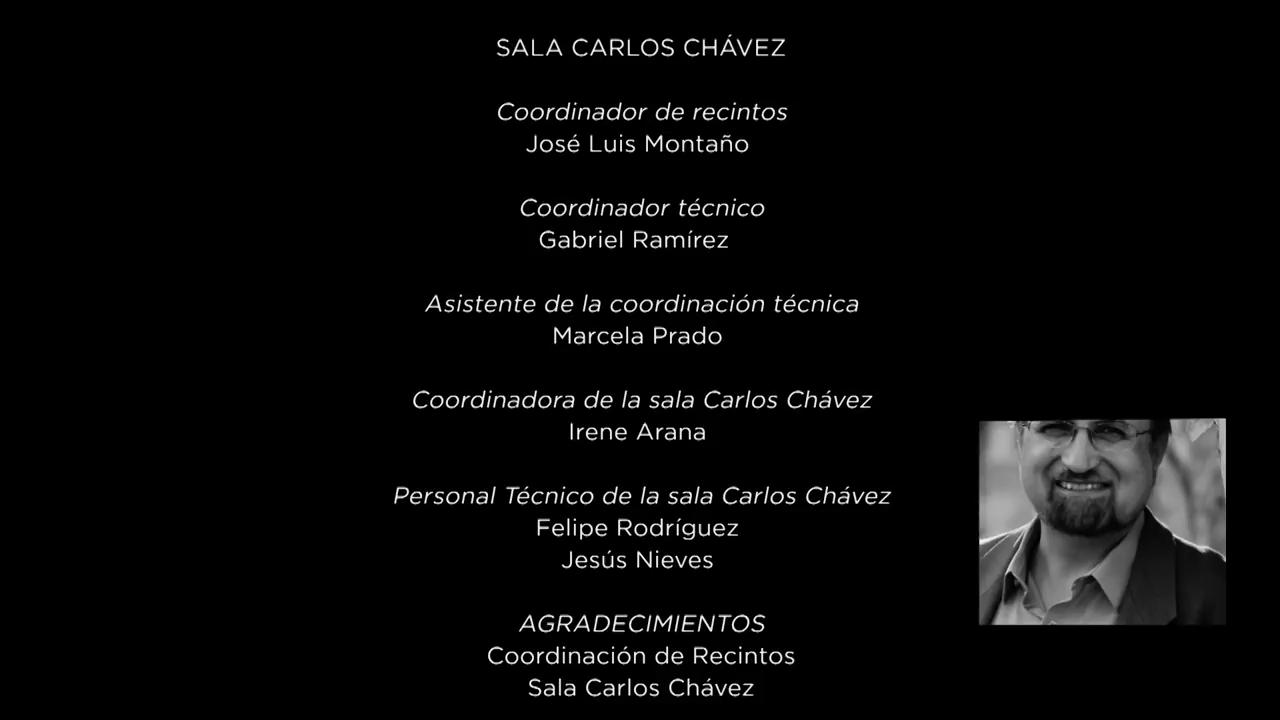 SALA CARLOS CHÁVEZ
Coordinador de recintos
José Luis Montaño
Coordinador técnico
Gabriel Ramírez
Asistente de la coordinación técnica
Marcela Prado
Coordinadora de la sala Carlos Chávez
Irene Arana
Personal Técnico de la sala Carlos Chávez
Felipe Rodríguez
Jesús Nieves
AGRADECIMIENTOS
Coordinación de Recintos
Sala Carlos Chávez